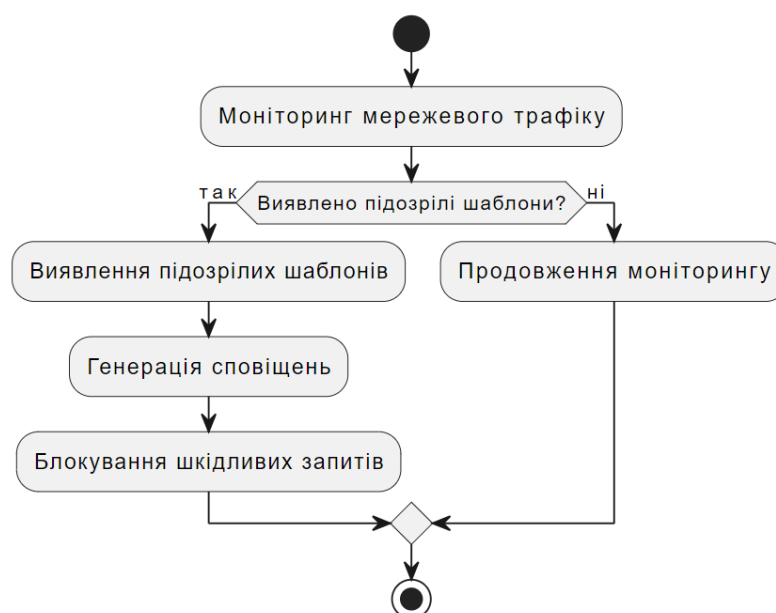 Моніторинг мережевого трафіку
так
Виявлено підозрілі шаблони?
ні
Виявлення підозрілих шаблонів
Продовження моніторингу
Генерація сповіщень
Блокування шкідливих запитів